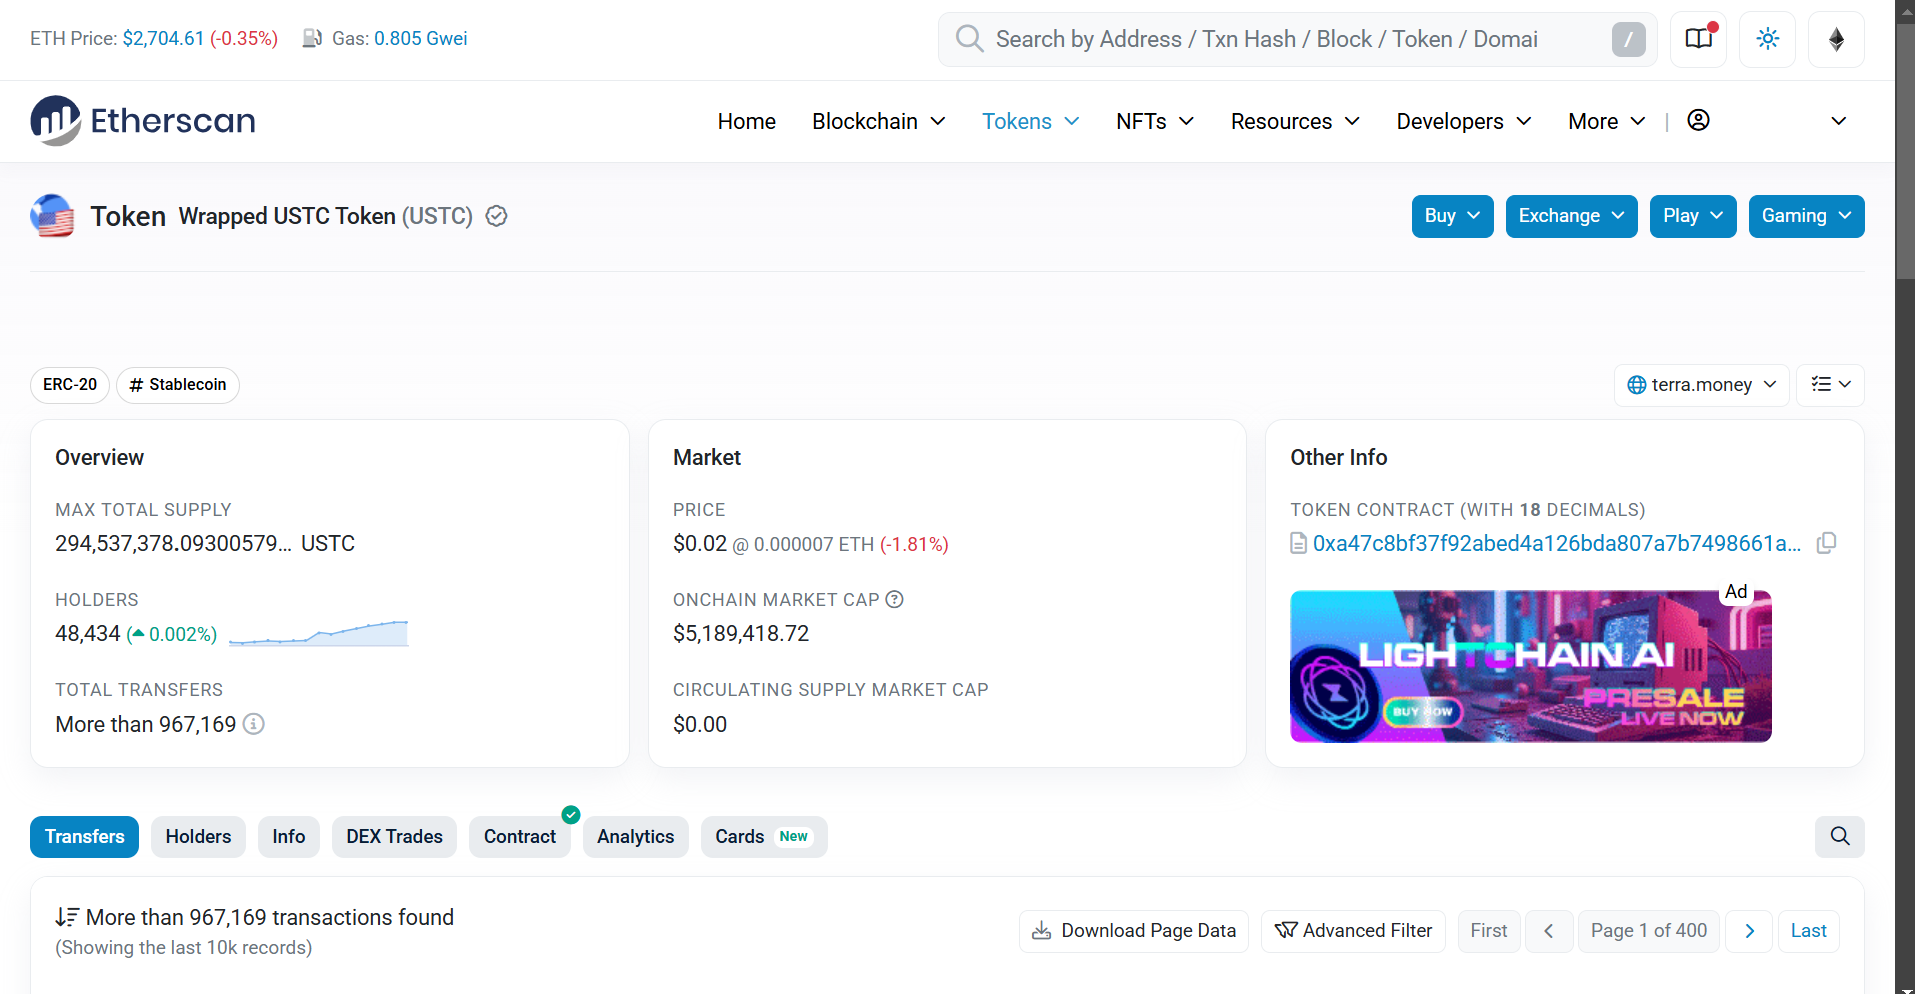 ETH Price: $2,704.61 (-0.35%) Gas: 0.805 Gwei
Search by Address / Txn Hash / Block / Token / Domai /
Etherscan
Home Blockchain Tokens NFTs Resources Developers More |
Token Wrapped USTC Token (USTC)
Buy Exchange Play Gaming
ERC-20 # Stablecoin
terra.money
Overview
MAX TOTAL SUPPLY
294,537,378.09300579... USTC
HOLDERS
48,434 (0.002%)
TOTAL TRANSFERS
More than 967,169
Market
PRICE
$0.02 @ 0.000007 ETH (-1.81%)
ONCHAIN MARKET CAP
$5,189,418.72
CIRCULATING SUPPLY MARKET CAP
$0.00
Other Info
TOKEN CONTRACT (WITH 18 DECIMALS)
0xa47c8bf37f92abed4a126bda807a7b7498661a...
Ad
LIGHTCHAIN AI
PRESALE
LIVE NOW
BUY NOW
Transfers Holders Info DEX Trades Contract Analytics Cards New
More than 967,169 transactions found
(Showing the last 10k records)
Download Page Data Advanced Filter First Page 1 of 400 Last